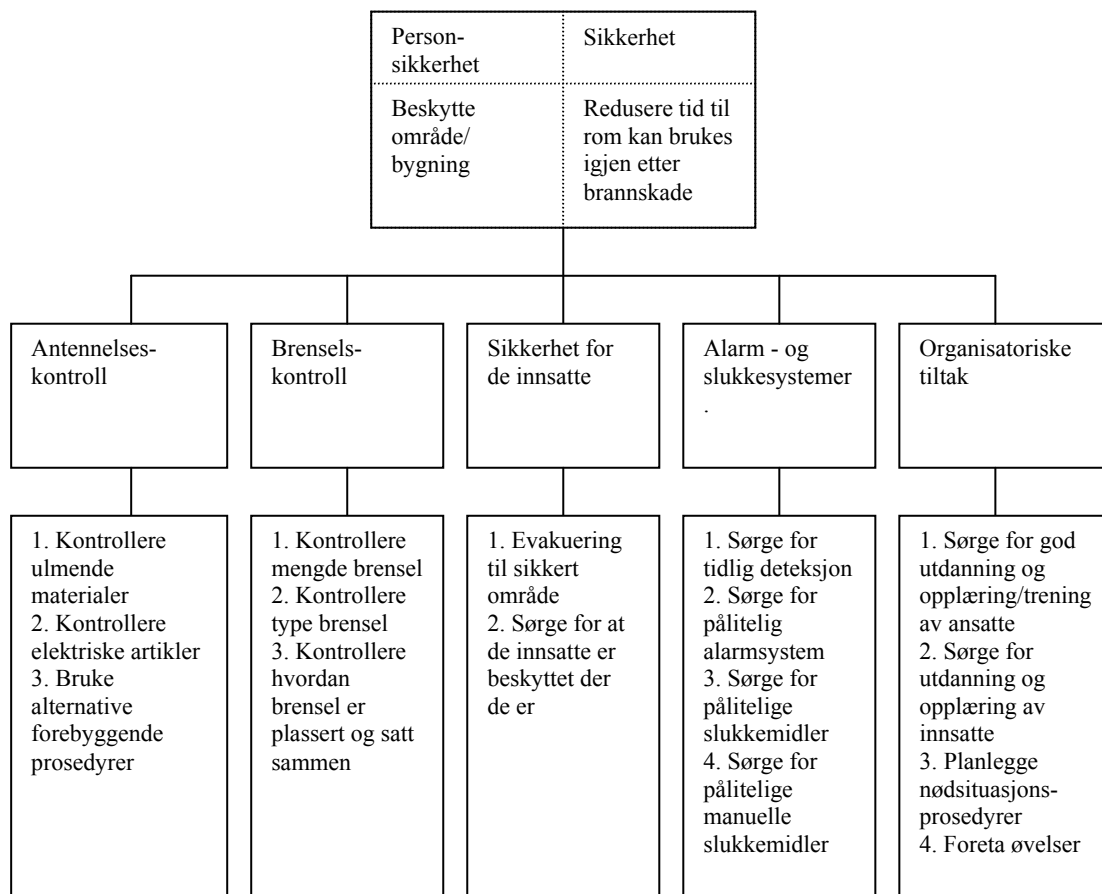 Person-
sikkerhet
Sikkerhet
Beskytte
område/
bygning
Redusere tid til
rom kan brukes
igjen etter
brannskade
Antennelses-
kontroll
Brensels-
kontroll
Sikkerhet for
de innsatte
Alarm - og
slukkesystemer
.
Organisatoriske
tiltak
1. Kontrollere
ulmende
materialer
2. Kontrollere
elektriske artikler
3. Bruke
alternative
forebyggende
prosedyrer
1. Kontrollere
mengde brensel
2. Kontrollere
type brensel
3. Kontrollere
hvordan
brensel er
plassert og satt
sammen
1. Evakuering
til sikkert
område
2. Sørge for at
de innsatte er
beskyttet der
de er
1. Sørge for
tidlig deteksjon
2. Sørge for
pålitelig
alarmsystem
3. Sørge for
pålitelige
slukkemidler
4. Sørge for
pålitelige
manuelle
slukkemidler
1. Sørge for god
utdanning og
opplæring/trening
av ansatte
2. Sørge for
utdanning og
opplæring av
innsatte
3. Planlegge
nødsituasjons-
prosedyrer
4. Foreta øvelser